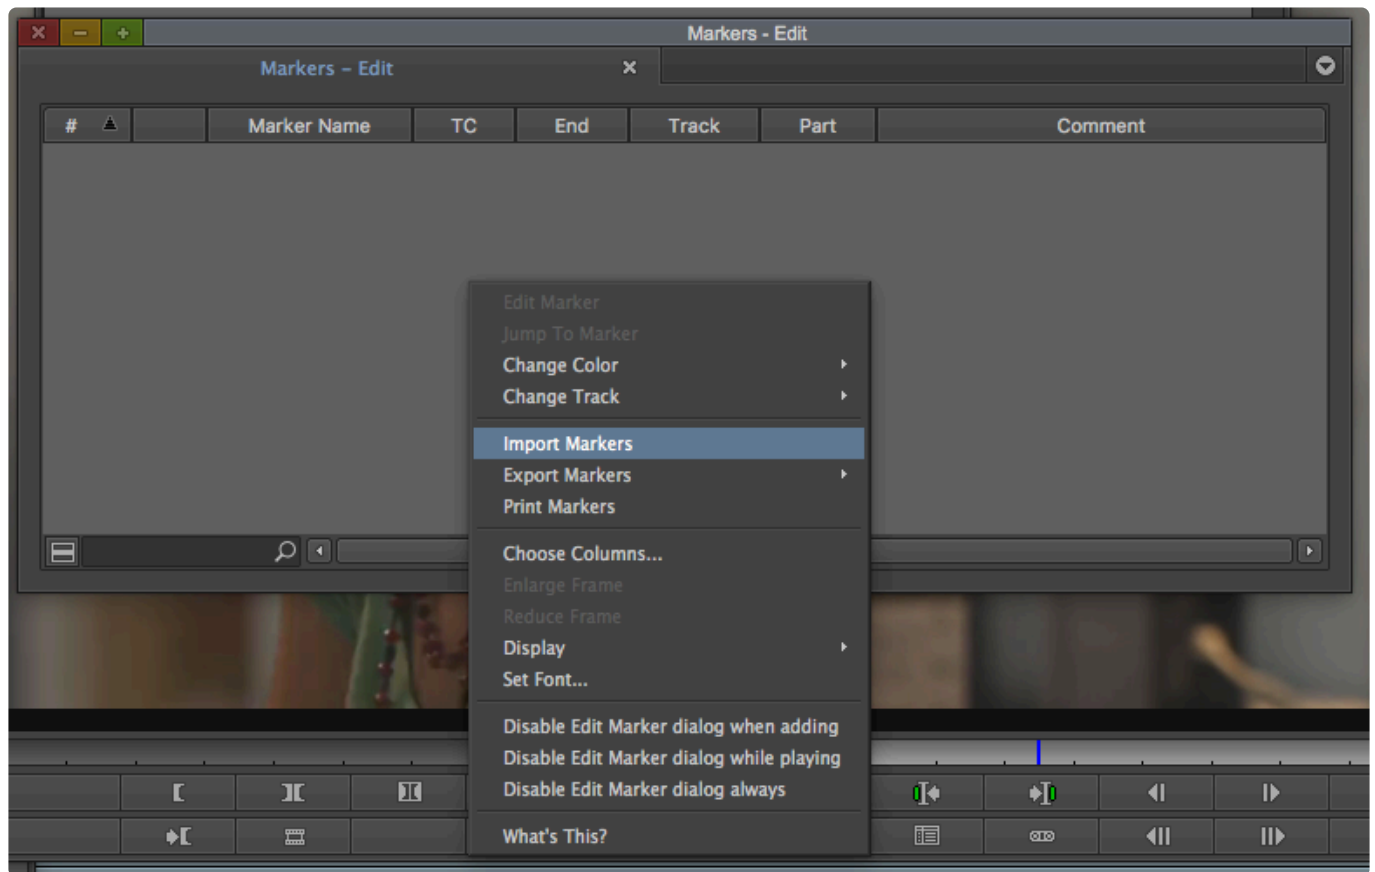 Markers - Edit
Markers – Edit
# Marker Name TC End Track Part Comment
Edit Marker
Jump To Marker
Change Color
Change Track
Import Markers
Export Markers
Print Markers
Choose Columns...
Enlarge Frame
Reduce Frame
Display
Set Font...
Disable Edit Marker dialog when adding
Disable Edit Marker dialog while playing
Disable Edit Marker dialog always
What's This?